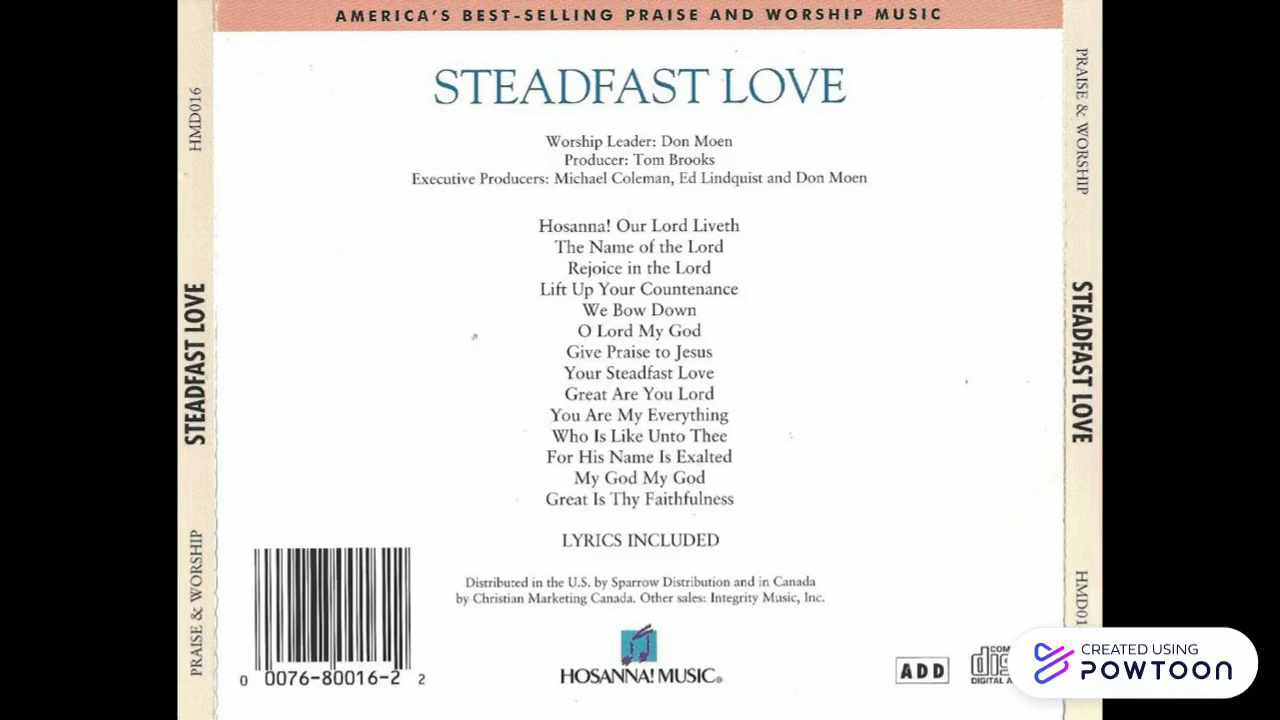 AMERICA'S BEST-SELLING PRAISE AND WORSHIP MUSIC
STEADFAST LOVE
Worship Leader: Don Moen
Producer: Tom Brooks
Executive Producers: Michael Coleman, Ed Lindquist and Don Moen
Hosanna! Our Lord Liveth
The Name of the Lord
Rejoice in the Lord
Lift Up Your Countenance
We Bow Down
O Lord My God
Give Praise to Jesus
Your Steadfast Love
Great Are You Lord
You Are My Everything
Who Is Like Unto Thee
For His Name Is Exalted
My God My God
Great Is Thy Faithfulness
LYRICS INCLUDED
Distributed in the U.S. by Sparrow Distribution and in Canada
by Christian Marketing Canada. Other sales: Integrity Music, Inc.
HOSANNA! MUSIC®
0 0076-80016-2 2
ADD
DIGITAL
HMD016
STEADFAST LOVE
PRAISE & WORSHIP
PRAISE & WORSHIP
STEADFAST LOVE
HMD01
CREATED USING
POWTOON